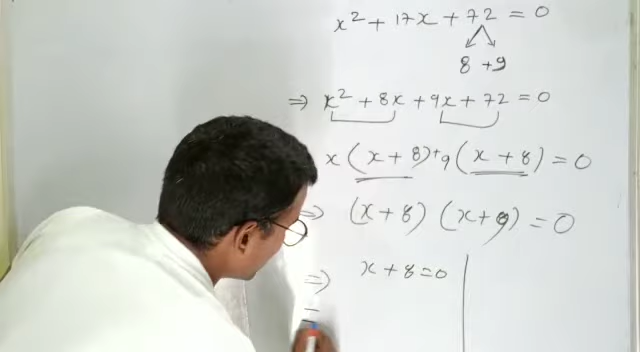 x² + 17x + 72 = 0
8 +9
⇒ x² + 8x + 9x + 72 = 0
x (x + 8) + 9 (x + 8) = 0
⇒ (x + 8) (x + 9) = 0
⇒ x + 8 = 0
=